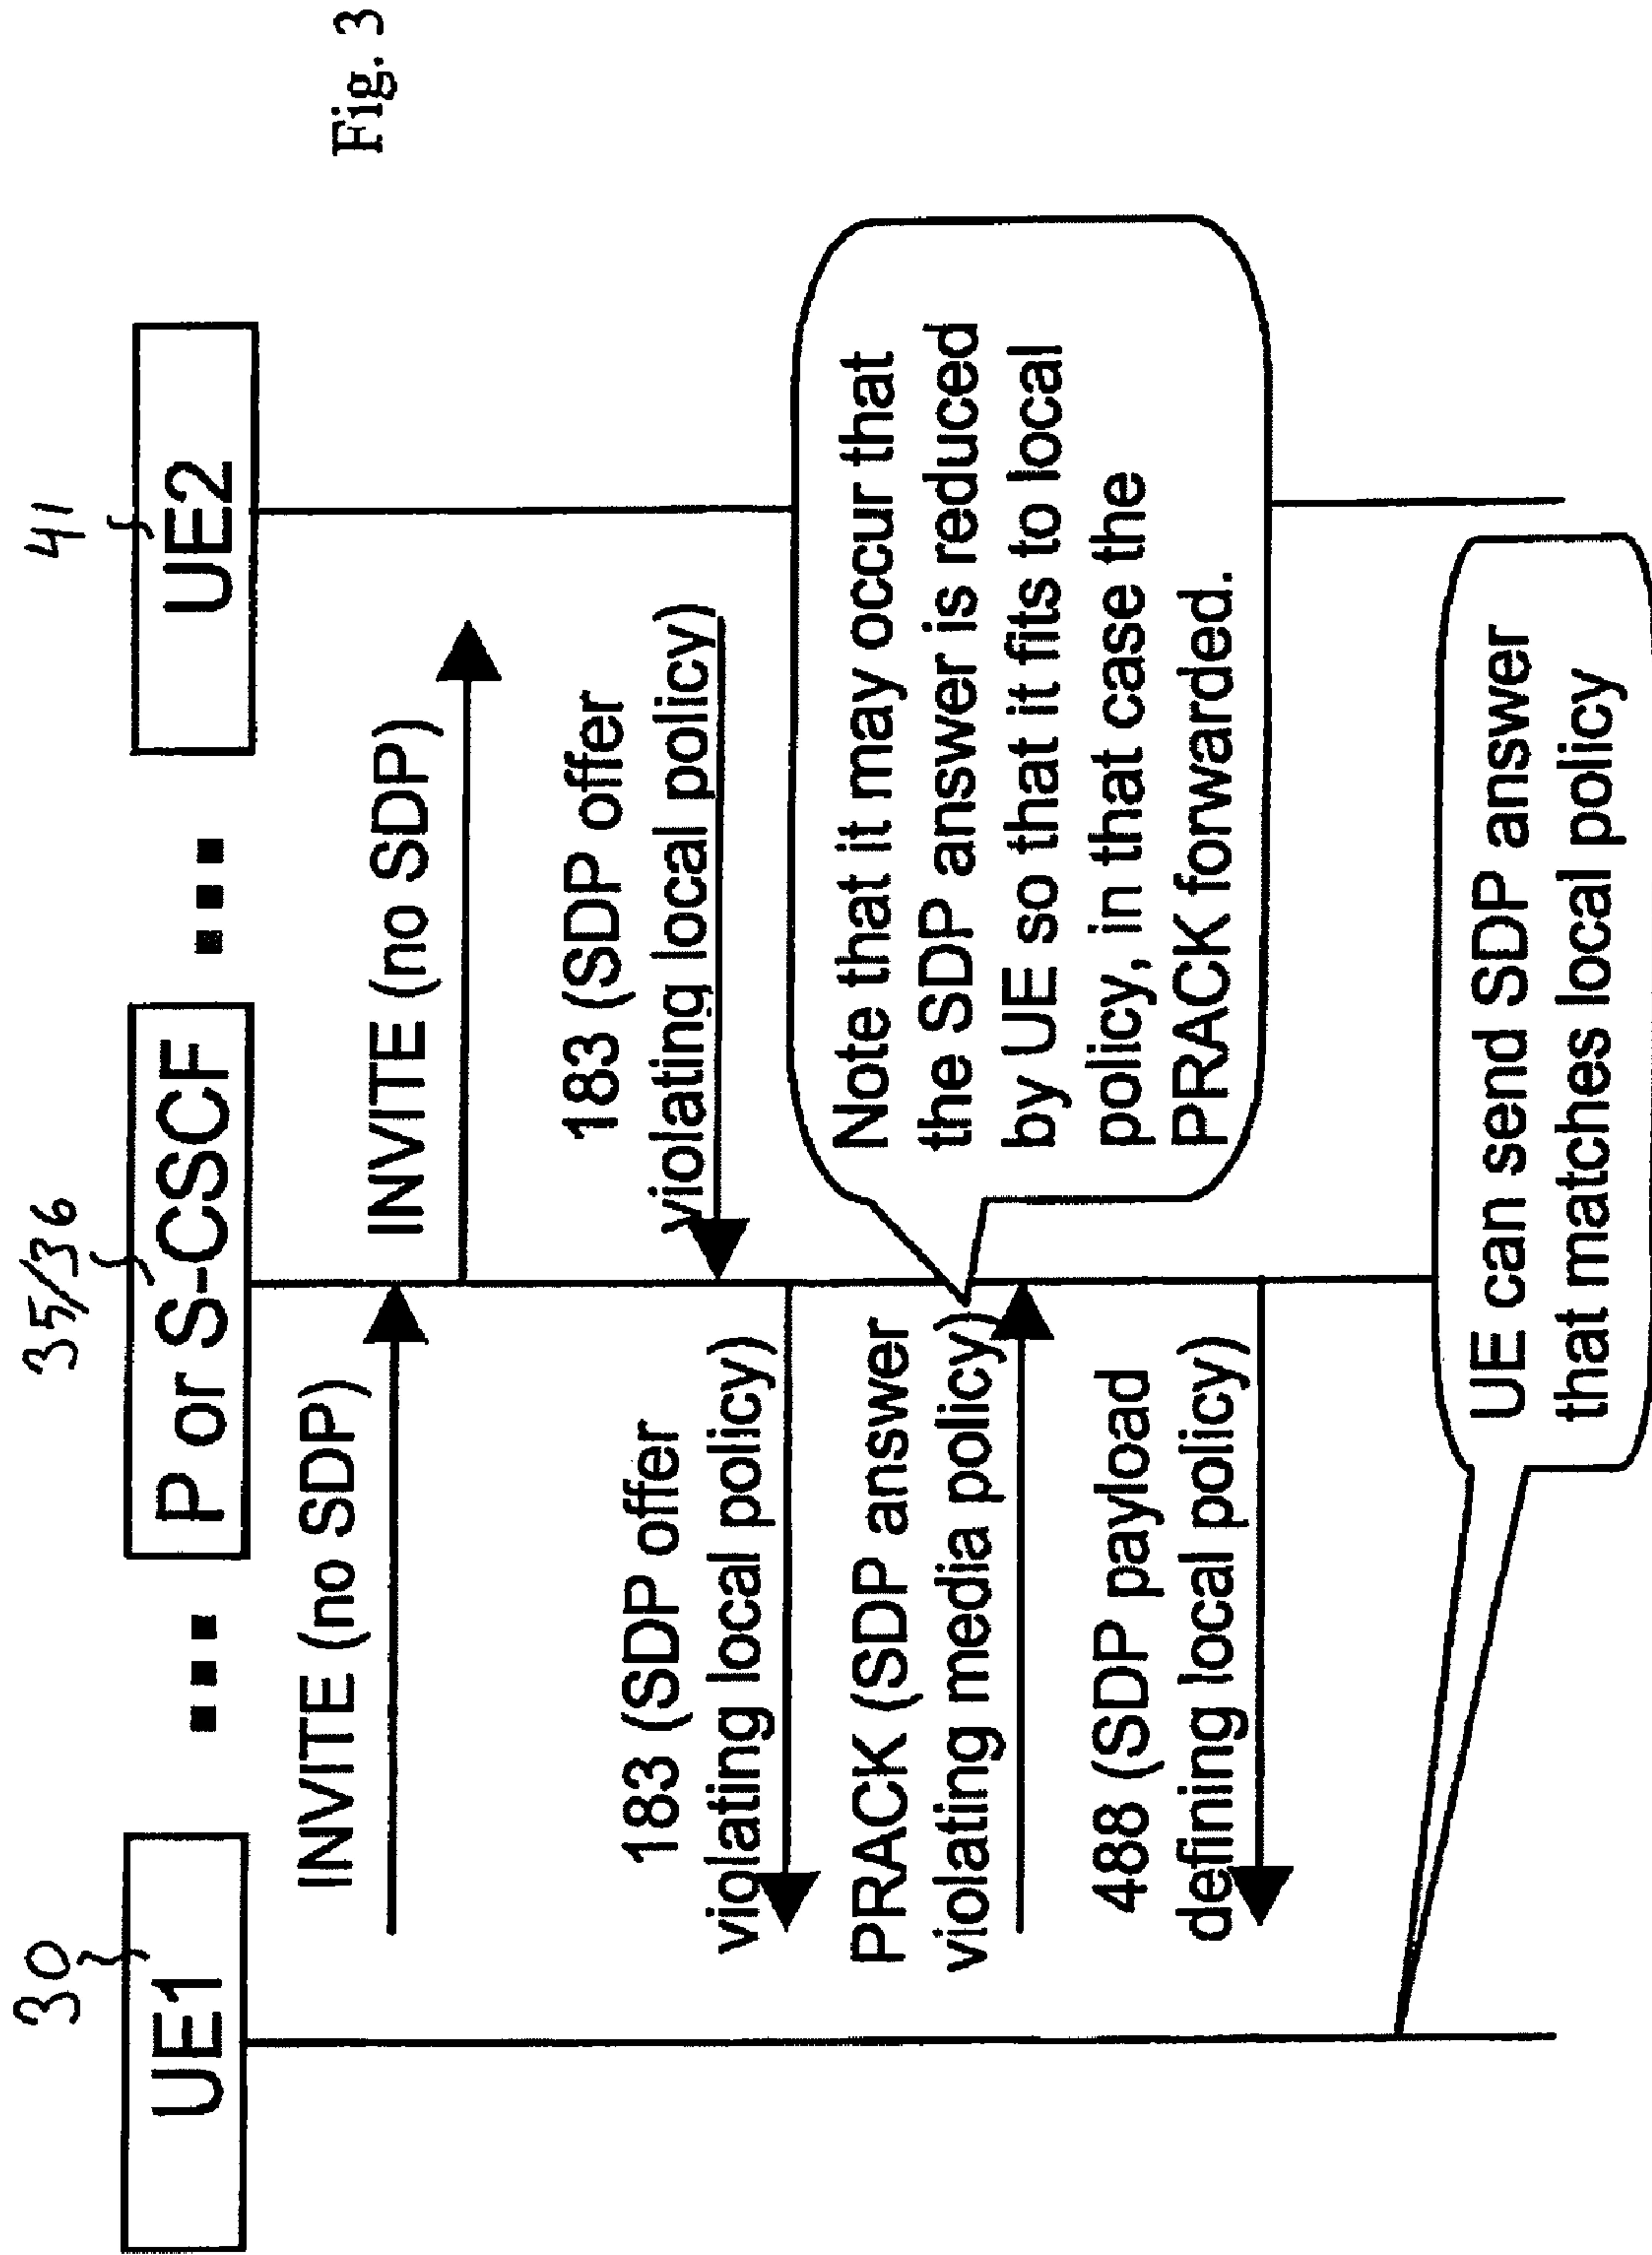 30
35/36
41
UE1
P or S-CSCF
UE2
INVITE (no SDP)
INVITE (no SDP)
183 (SDP offer
violating local policy)
183 (SDP offer
violating local policy)
PRACK (SDP answer
violating media policy)
Note that it may occur that
the SDP answer is reduced
by UE so that it fits to local
policy, in that case the
PRACK forwarded.
488 (SDP payload
defining local policy)
UE can send SDP answer
that matches local policy
Fig. 3